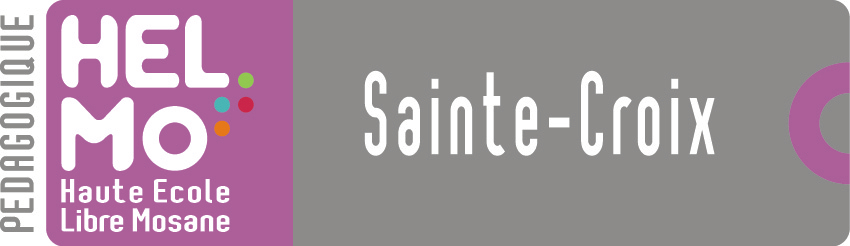 PEDAGOGIQUE
HEL
MO
Haute Ecole
Libre Mosane
Sainte-Croix